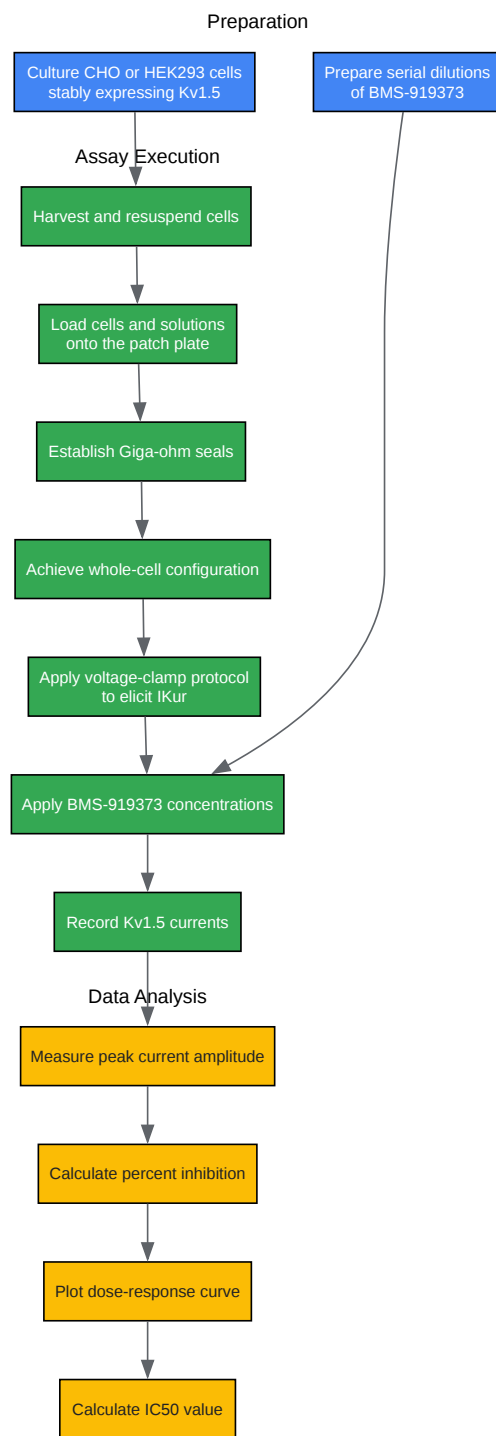 Preparation
Culture CHO or HEK293 cells
stably expressing Kv1.5
Prepare serial dilutions
of BMS-919373
Assay Execution
Harvest and resuspend cells
Load cells and solutions
onto the patch plate
Establish Giga-ohm seals
Achieve whole-cell configuration
Apply voltage-clamp protocol
to elicit IKur
Apply BMS-919373 concentrations
Record Kv1.5 currents
Data Analysis
Measure peak current amplitude
Calculate percent inhibition
Plot dose-response curve
Calculate IC50 value